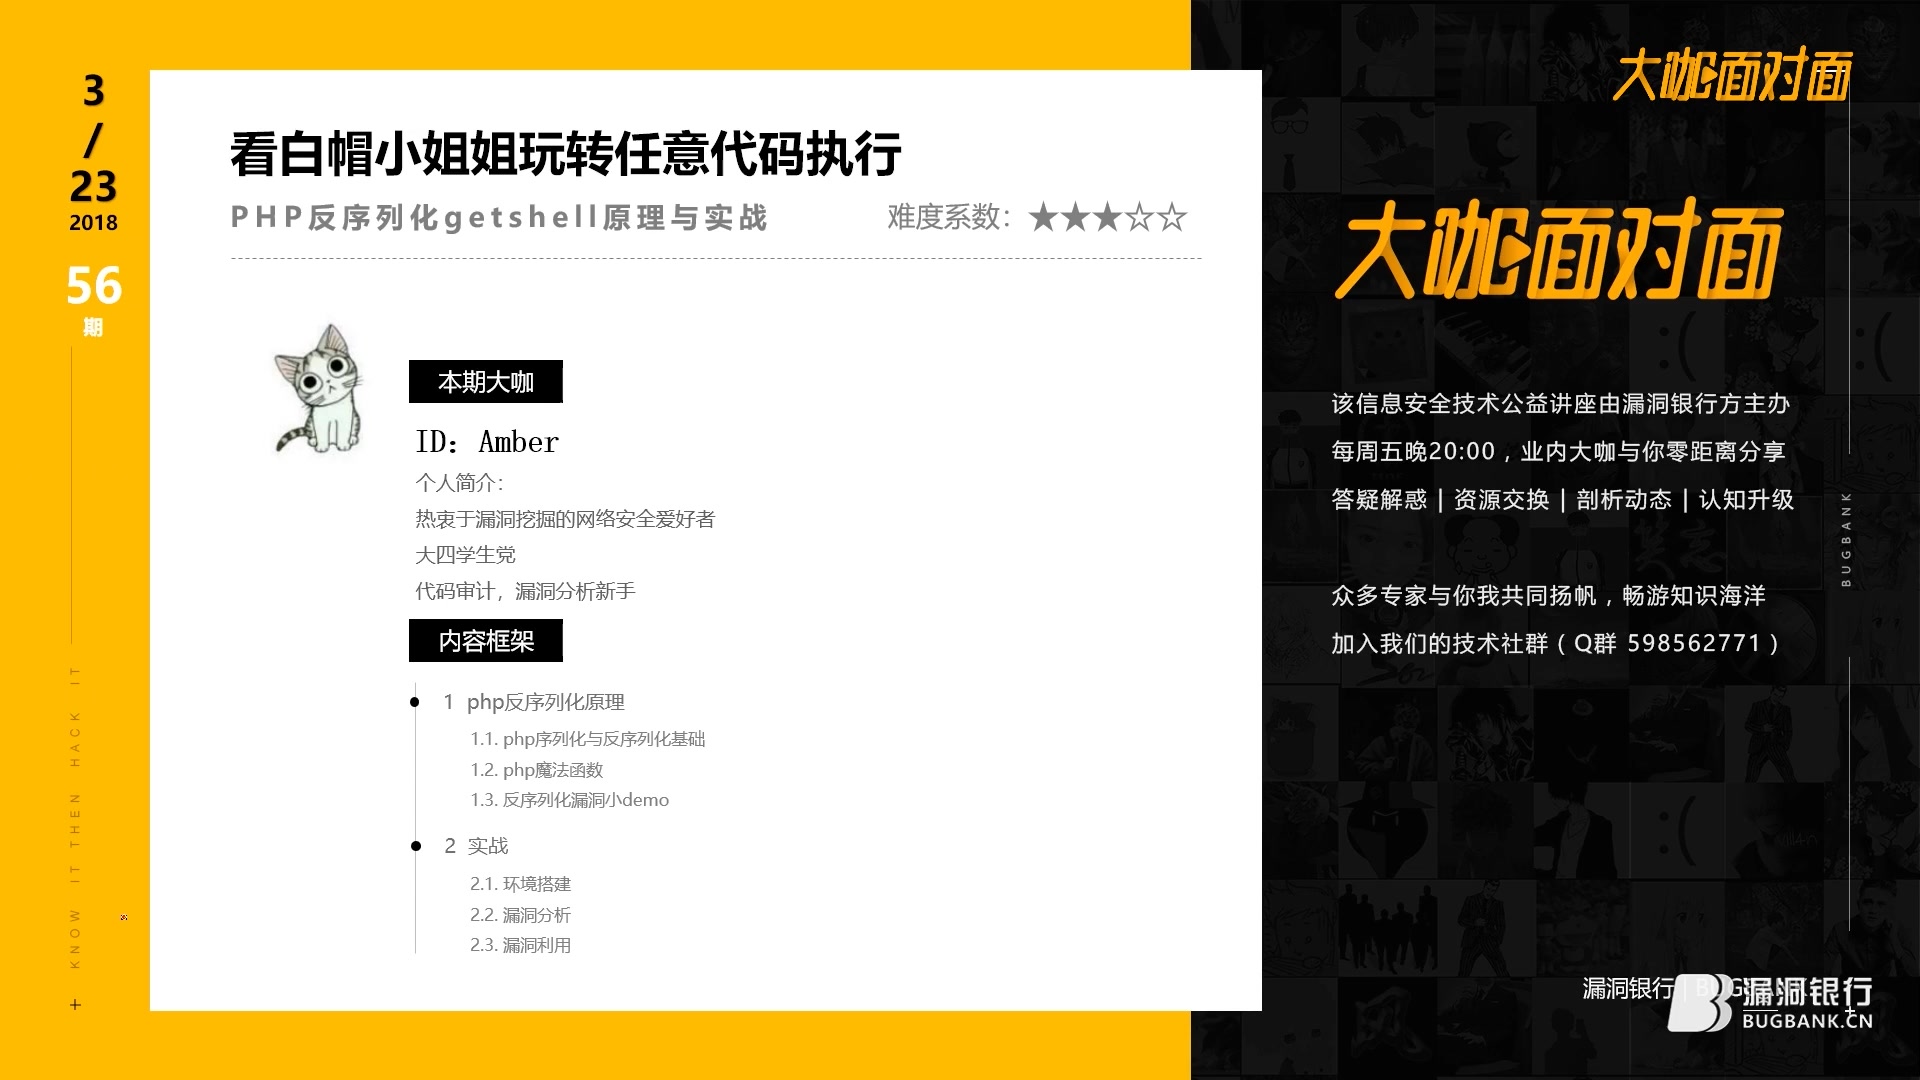 3
/
23
2018
56
期
KNOW IT THEN HACK IT
+
看白帽小姐姐玩转任意代码执行
PHP反序列化getshell原理与实战
难度系数：★★★☆☆
本期大咖
ID：Amber
个人简介：
热衷于漏洞挖掘的网络安全爱好者
大四学生党
代码审计，漏洞分析新手
内容框架
1 php反序列化原理
1.1. php序列化与反序列化基础
1.2. php魔法函数
1.3. 反序列化漏洞小demo
2 实战
2.1. 环境搭建
2.2. 漏洞分析
2.3. 漏洞利用
大咖面对面
大咖面对面
该信息安全技术公益讲座由漏洞银行方主办
每周五晚20:00，业内大咖与你零距离分享
答疑解惑 | 资源交换 | 剖析动态 | 认知升级
众多专家与你我共同扬帆，畅游知识海洋
加入我们的技术社群（Q群 598562771）
BUGBANK
漏洞银行 |
漏洞银行
BUGBANK.CN